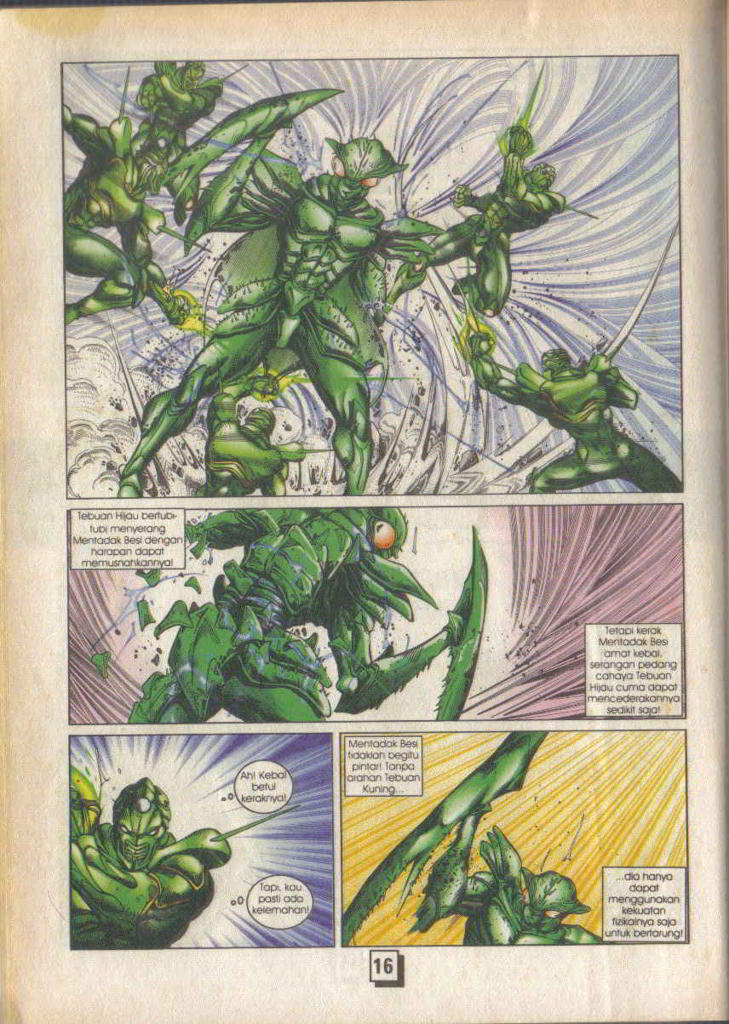 Tebuan Hijau bertubi-
tubi menyerang
Mentadak Besi dengan
harapan dapat
memusnahkannya!
Tetapi kerak
Mentadak Besi
amat kebal,
serangan pedang
cahaya Tebuan
Hijau cuma dapat
mencederakannya
sedikit saja!
Ah! Kebal
betul
keraknya!
Tapi, kau
pasti ada
kelemahan!
Mentadak Besi
tidaklah begitu
pintar! Tanpa
arahan Tebuan
Kuning...
...dia hanya
dapat
menggunakan
kekuatan
fizikalnya saja
untuk bertarung!
16